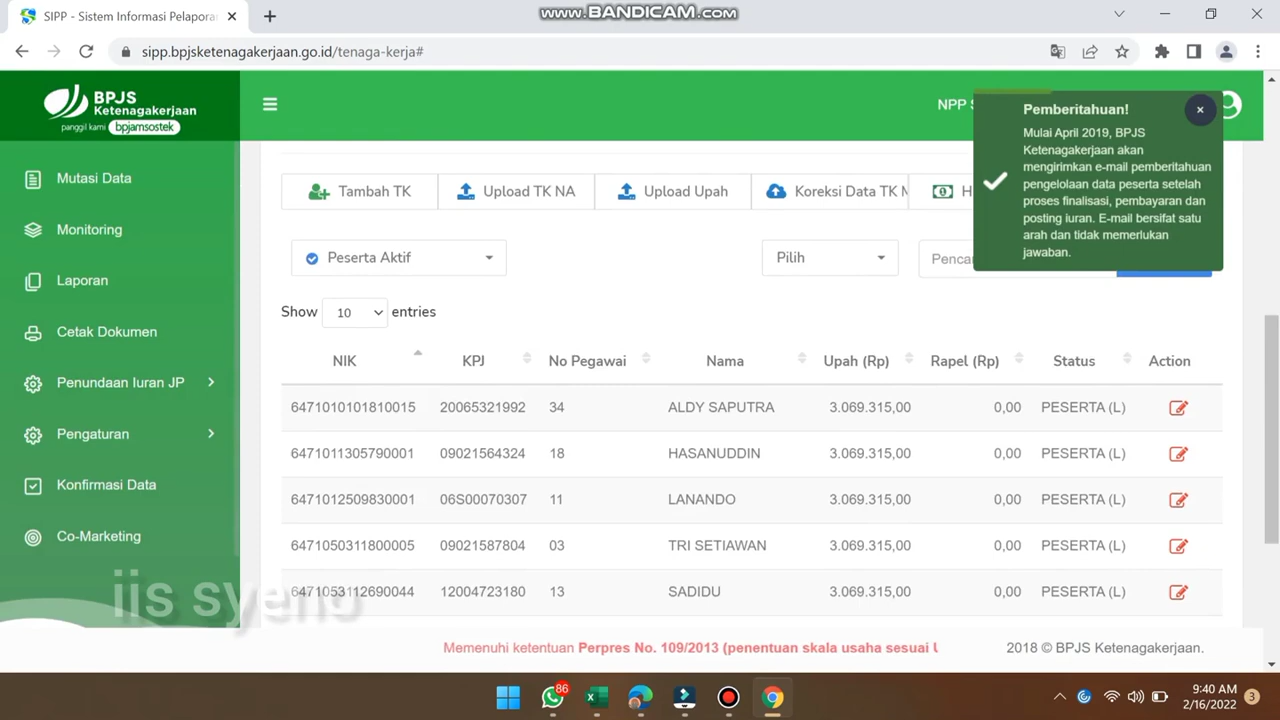 SIPP - Sistem Informasi Pelaporan
www.BANDICAM.com
sipp.bpjsketenagakerjaan.go.id/tenaga-kerja#
BPJS
Ketenagakerjaan
panggil kami bpjamsostek
NPP S
Pemberitahuan!
Mulai April 2019, BPJS
Ketenagakerjaan akan
mengirimkan e-mail pemberitahuan
pengelolaan data peserta setelah
proses finalisasi, pembayaran dan
posting iuran. E-mail bersifat satu
arah dan tidak memerlukan
jawaban.
Mutasi Data
Monitoring
Laporan
Cetak Dokumen
Penundaan Iuran JP
Pengaturan
Konfirmasi Data
Co-Marketing
Tambah TK
Upload TK NA
Upload Upah
Koreksi Data TK
H
Peserta Aktif
Pilih
Pencar
Show 10 entries
NIK KPJ No Pegawai Nama Upah (Rp) Rapel (Rp) Status Action
6471010101810015 20065321992 34 ALDY SAPUTRA 3.069.315,00 0,00 PESERTA (L)
6471011305790001 09021564324 18 HASANUDDIN 3.069.315,00 0,00 PESERTA (L)
6471012509830001 06S00070307 11 LANANDO 3.069.315,00 0,00 PESERTA (L)
6471050311800005 09021587804 03 TRI SETIAWAN 3.069.315,00 0,00 PESERTA (L)
6471053112690044 12004723180 13 SADIDU 3.069.315,00 0,00 PESERTA (L)
iis syeno
Memenuhi ketentuan Perpres No. 109/2013 (penentuan skala usaha sesuai U
2018 © BPJS Ketenagakerjaan.
86
9:40 AM
2/16/2022
3